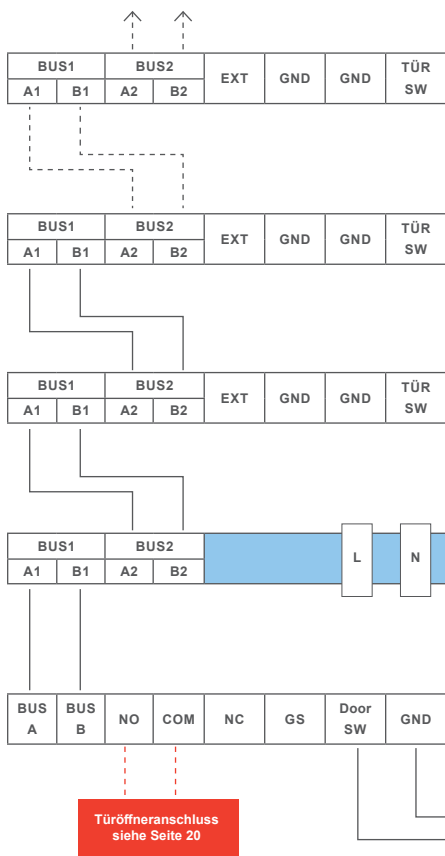 BUS1 BUS2 EXT GND GND TÜR SW
A1 B1 A2 B2
BUS1 BUS2 EXT GND GND TÜR SW
A1 B1 A2 B2
BUS1 BUS2 EXT GND GND TÜR SW
A1 B1 A2 B2
BUS1 BUS2 L N
A1 B1 A2 B2
BUS A BUS B NO COM NC GS Door SW GND
Türöffneranschluss
siehe Seite 20